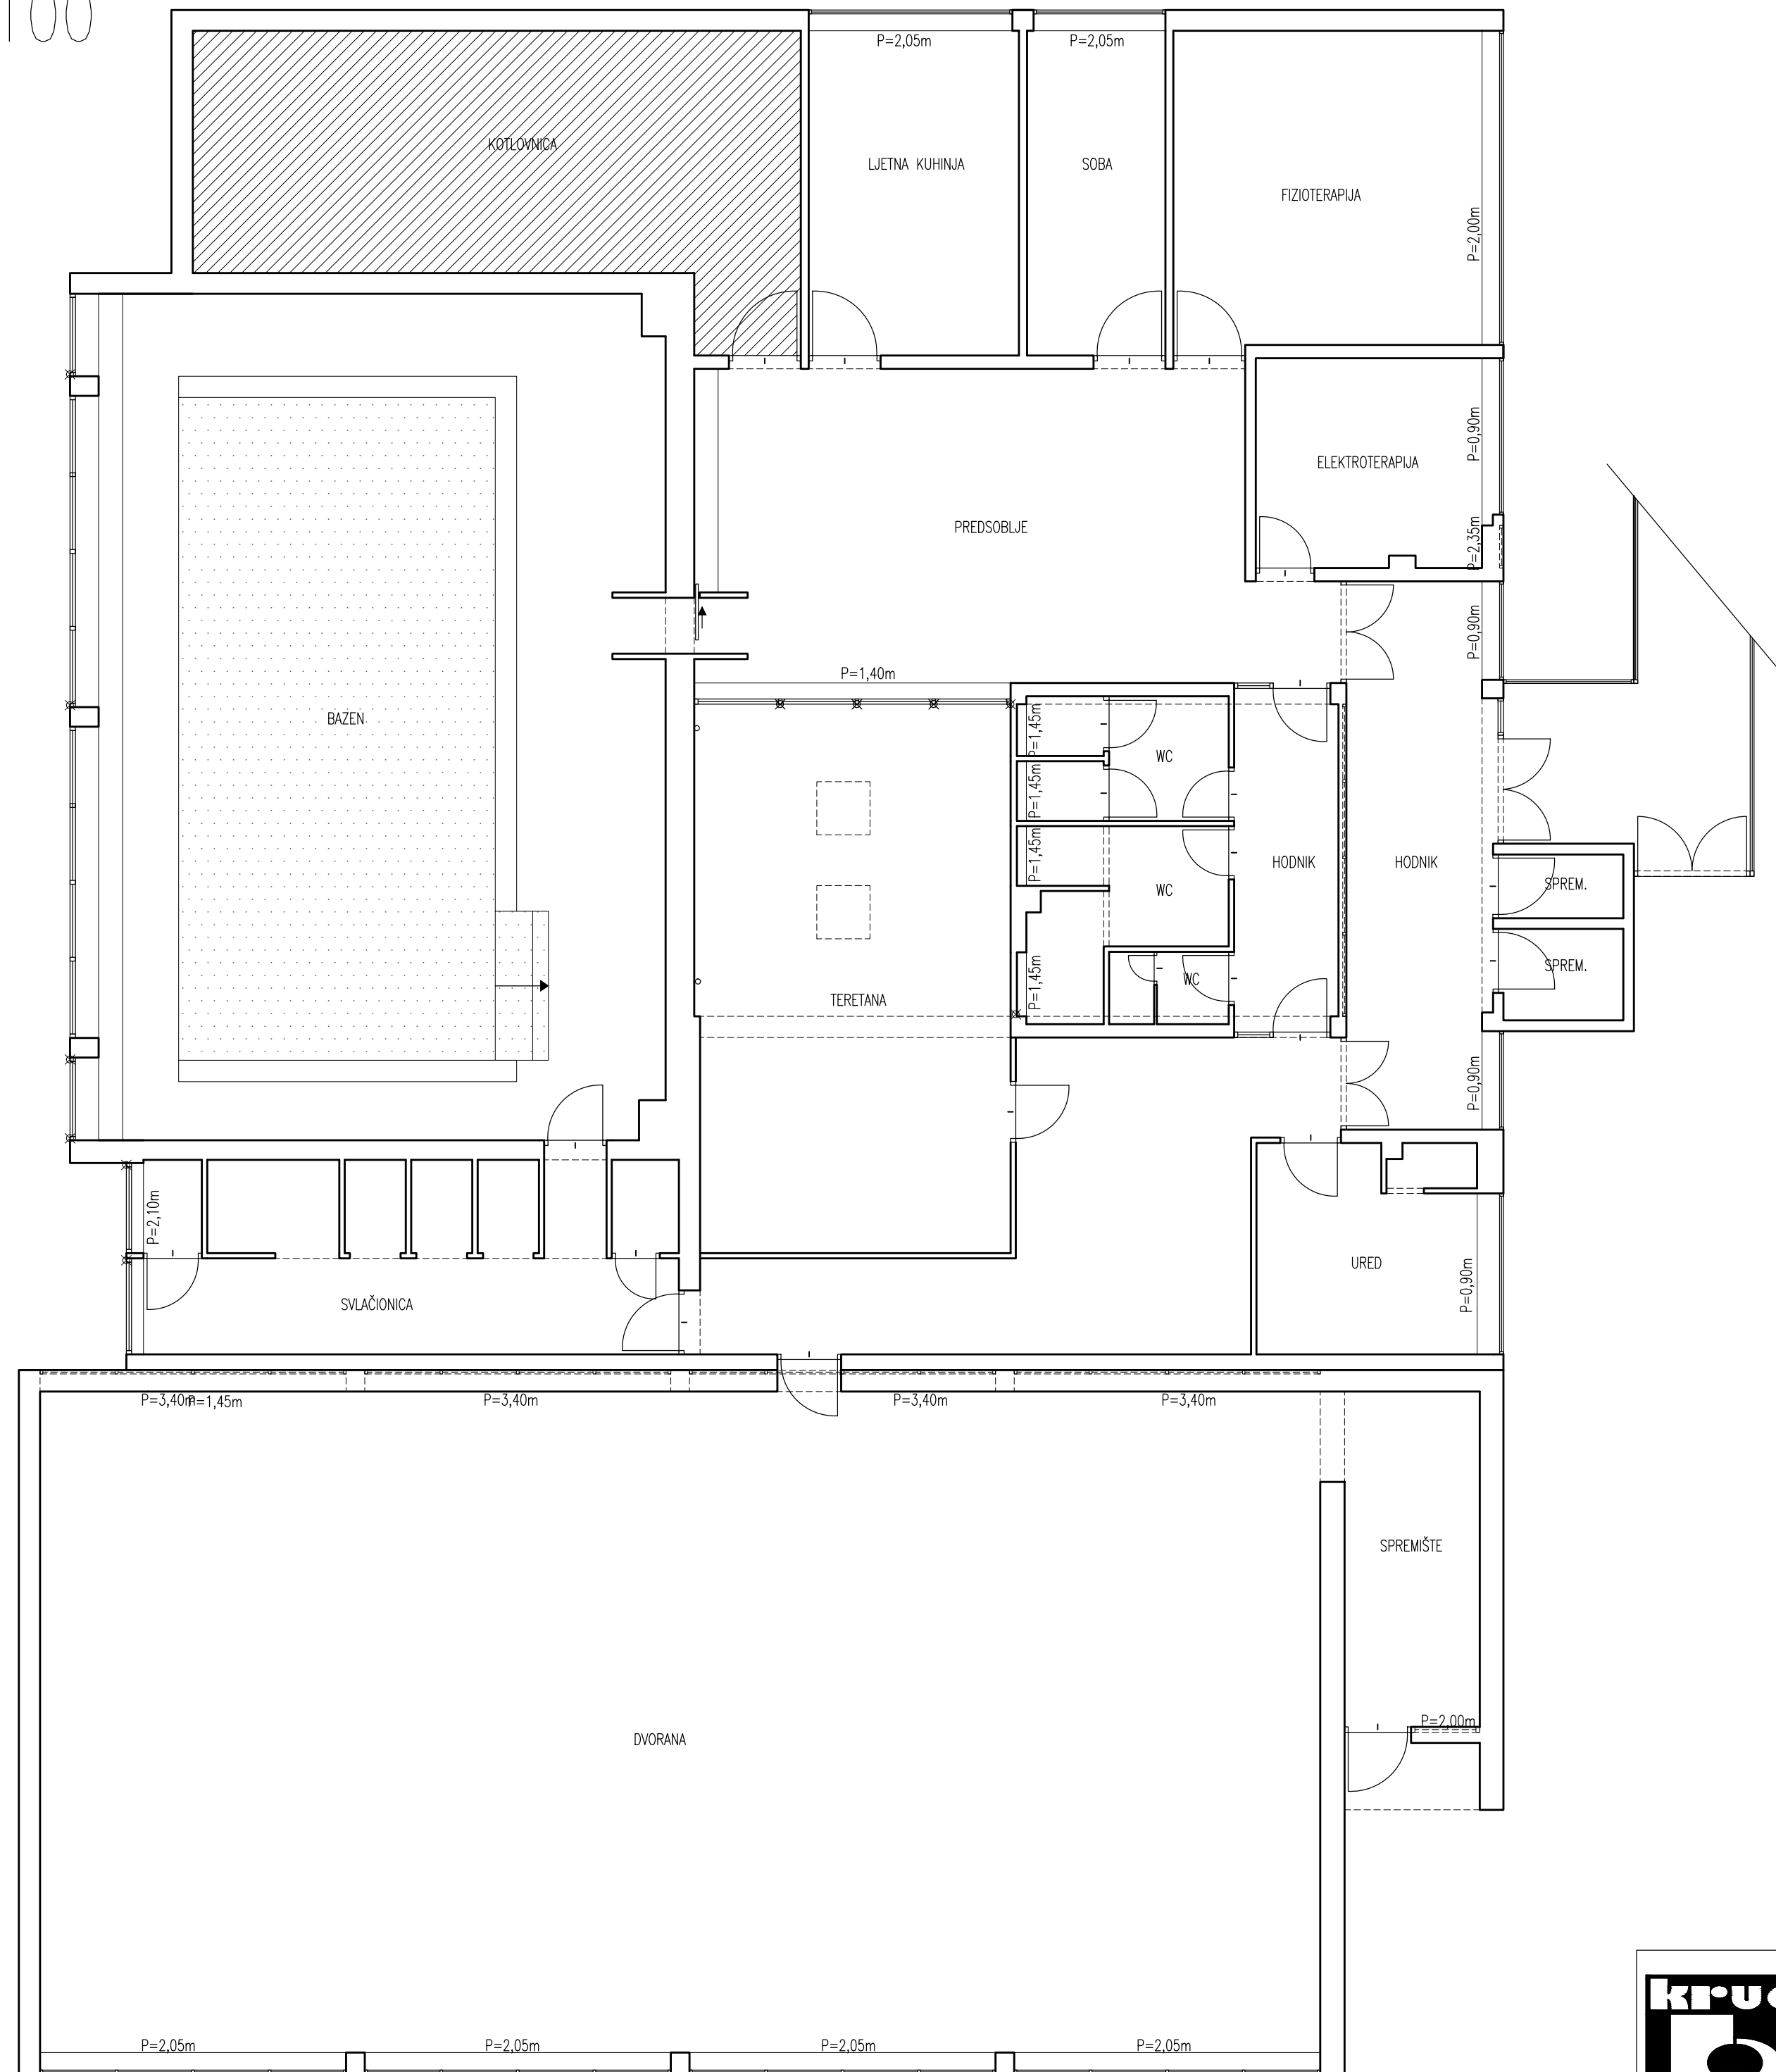 P=2,05m
P=2,05m
KOTLOVNICA
LJETNA KUHINJA
SOBA
FIZIOTERAPIJA
P=2,00m
P=0,90m
ELEKTROTERAPIJA
PREDSOBLJE
P=2,35m
P=0,90m
P=1,40m
BAZEN
P=1,45m
WC
P=1,45m
P=1,45m
HODNIK
HODNIK
WC
SPREM.
P=1,45m
WC
SPREM.
TERETANA
P=0,90m
P=2,10m
URED
P=0,90m
SVLAČIONICA
P=3,40m
P=1,45m
P=3,40m
P=3,40m
P=3,40m
SPREMIŠTE
P=2,00m
DVORANA
P=2,05m
P=2,05m
P=2,05m
P=2,05m